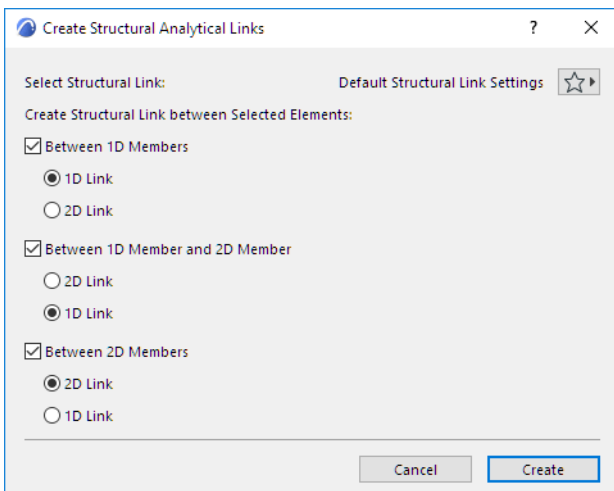 Create Structural Analytical Links
Select Structural Link: Default Structural Link Settings
Create Structural Link between Selected Elements:
Between 1D Members
1D Link
2D Link
Between 1D Member and 2D Member
2D Link
1D Link
Between 2D Members
2D Link
1D Link
Cancel Create